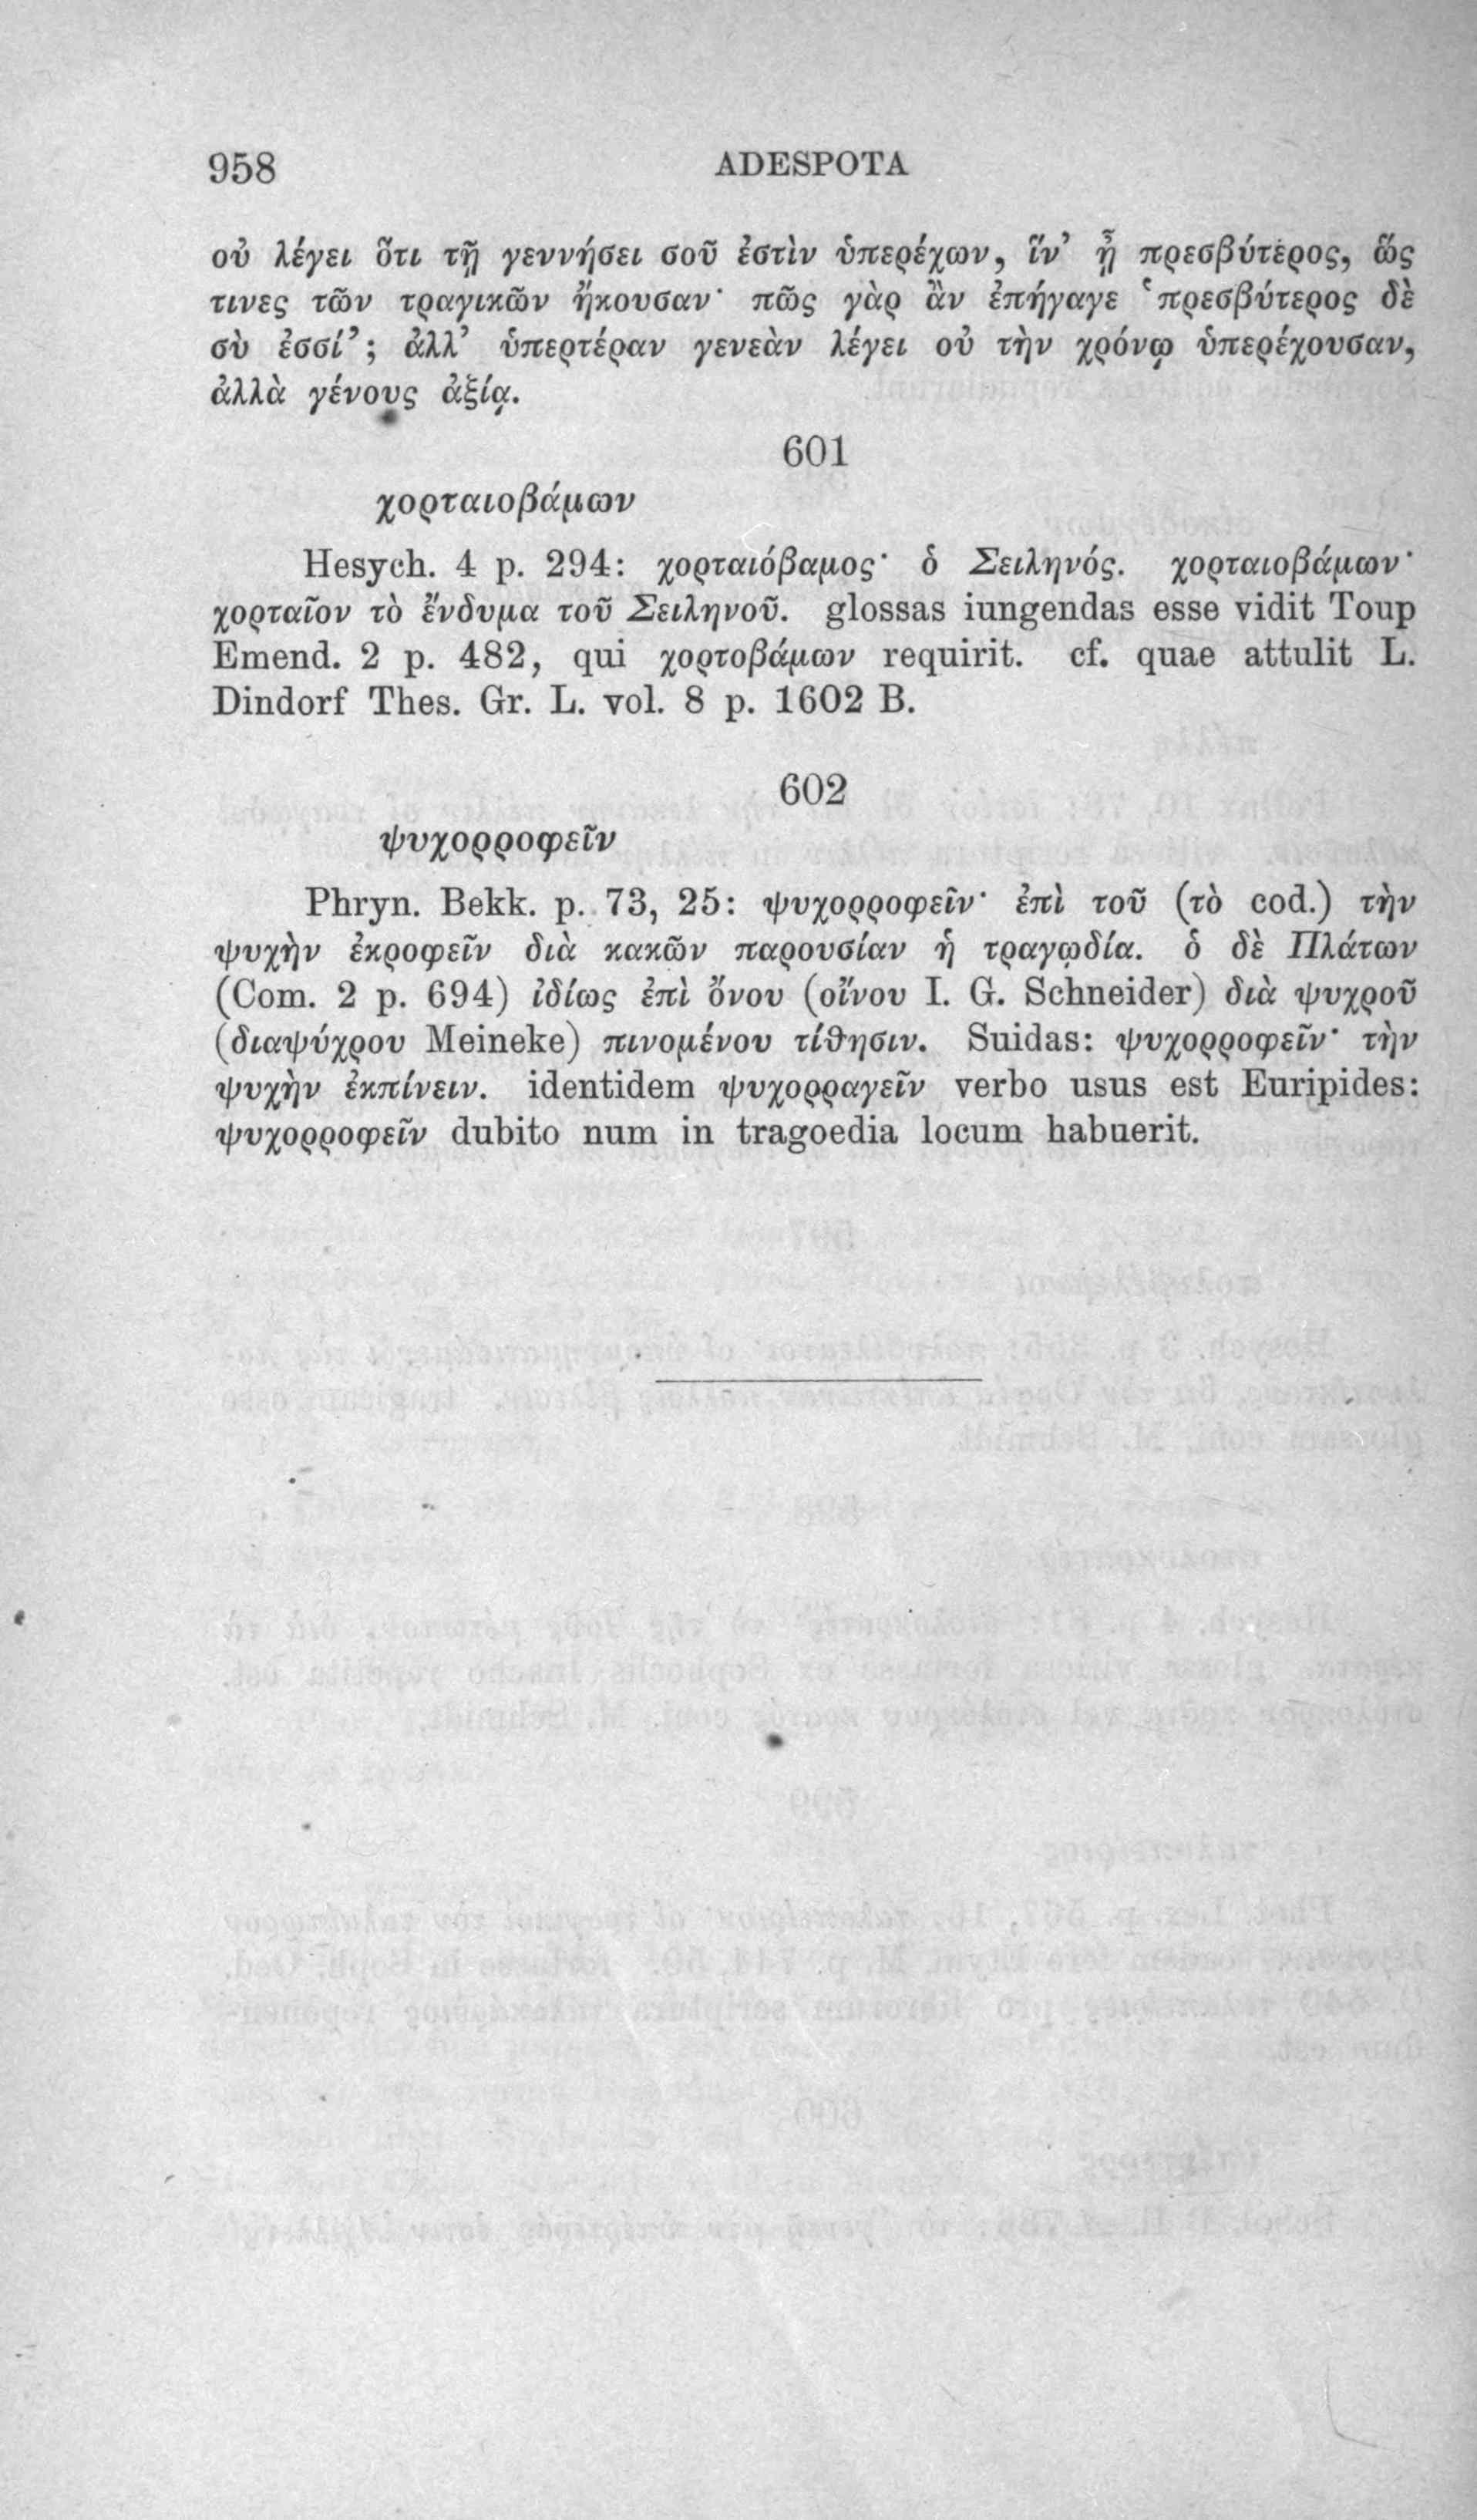 958 ADESPOTA
οὐ λέγει ὅτι τῇ γεννήσει σοῦ ἐστὶν ὑπερέχων, ἵν’ ᾖ πρεσβύτερος, ὥς
τινες τῶν τραγικῶν ἤκουσαν· πῶς γὰρ ἂν ἐπήγαγε ‘πρεσβύτερος δὲ
σὺ ἐσσί’; ἀλλ’ ὑπερτέραν γενεὰν λέγει οὐ τὴν χρόνῳ ὑπερέχουσαν,
ἀλλὰ γένους ἀξίᾳ.
601
χορταιοβάμων
Hesych. 4 p. 294: χορταιόβαμος· ὁ Σειληνός. χορταιοβάμων·
χορταῖον τὸ ἔνδυμα τοῦ Σειληνοῦ. glossas iungendas esse vidit Toup
Emend. 2 p. 482, qui χορτοβάμων requirit. cf. quae attulit L.
Dindorf Thes. Gr. L. vol. 8 p. 1602 B.
602
ψυχορροφεῖν
Phryn. Bekk. p. 73, 25: ψυχορροφεῖν· ἐπὶ τοῦ (τὸ cod.) τὴν
ψυχὴν ἐκροφεῖν διὰ κακῶν παρουσίαν ἡ τραγῳδία. ὁ δὲ Πλάτων
(Com. 2 p. 694) ἰδίως ἐπὶ ὄνου (οἴνου I. G. Schneider) διὰ ψυχροῦ
(διαψύχρου Meineke) πινομένου τίθησιν. Suidas: ψυχορροφεῖν· τὴν
ψυχὴν ἐκπίνειν. identidem ψυχορραγεῖν verbo usus est Euripides:
ψυχορροφεῖν dubito num in tragoedia locum habuerit.